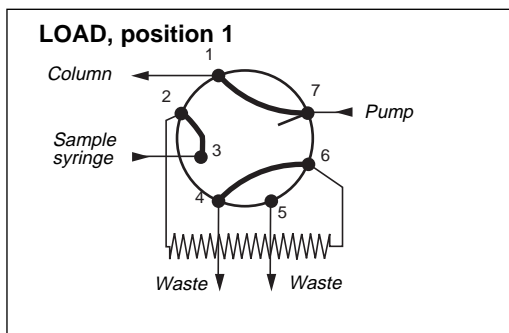 LOAD, position 1
1
Column
2
7
Pump
Sample
syringe
3
6
4
5
Waste
Waste